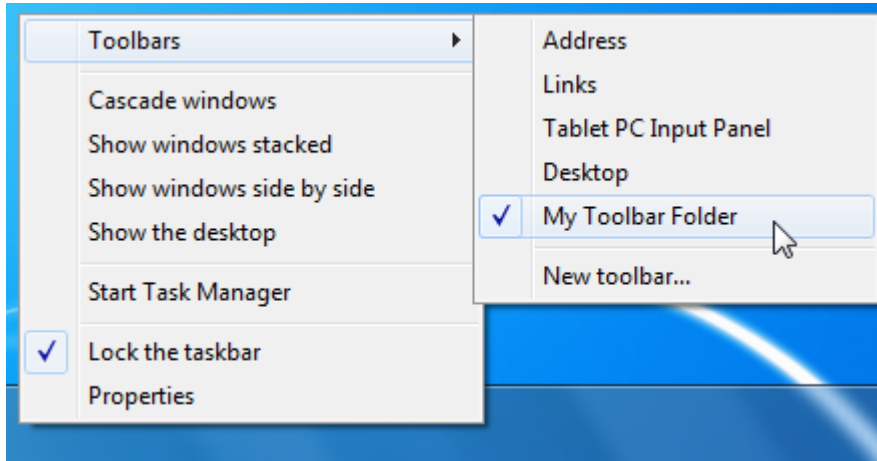 Toolbars
Cascade windows
Show windows stacked
Show windows side by side
Show the desktop
Start Task Manager
Lock the taskbar
Properties
Address
Links
Tablet PC Input Panel
Desktop
My Toolbar Folder
New toolbar...